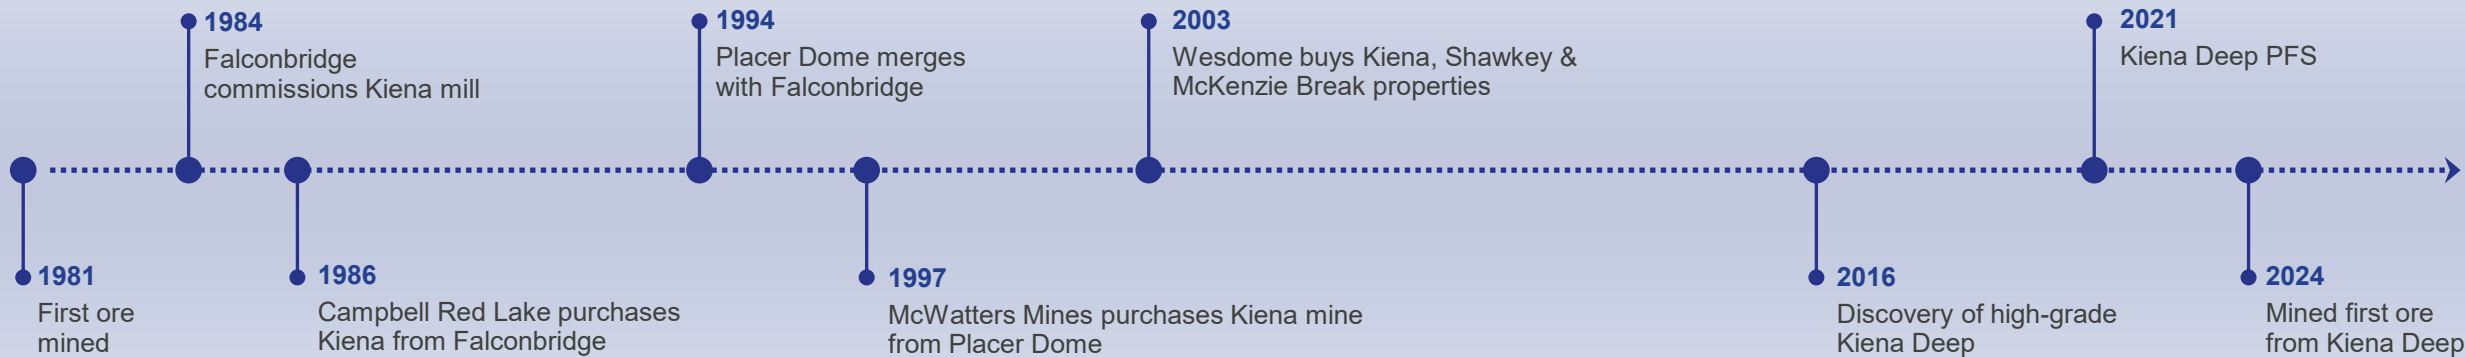 1984
Falconbridge
commissions Kiena mill
1994
Placer Dome merges
with Falconbridge
2003
Wesdome buys Kiena, Shawkey &
McKenzie Break properties
2021
Kiena Deep PFS
1981
First ore
mined
1986
Campbell Red Lake purchases
Kiena from Falconbridge
1997
McWatters Mines purchases Kiena mine
from Placer Dome
2016
Discovery of high-grade
Kiena Deep
2024
Mined first ore
from Kiena Deep